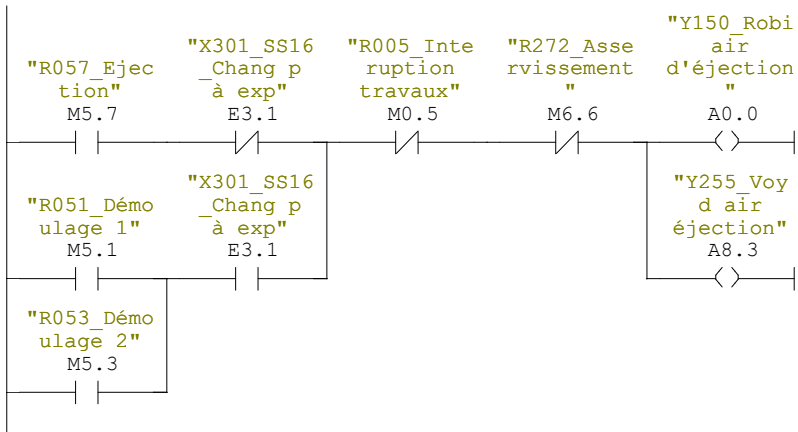 "Y150_Robi
air
d'éjection
"
"R057_Ejec
tion"
M5.7
"X301_SS16
_Chang p
à exp"
E3.1
"R005_Inte
ruption
travaux"
M0.5
"R272_Asse
rvissement
"
M6.6
A0.0
"R051_Démo
ulage 1"
M5.1
"X301_SS16
_Chang p
à exp"
E3.1
"Y255_Voy
d air
éjection"
A8.3
"R053_Démo
ulage 2"
M5.3